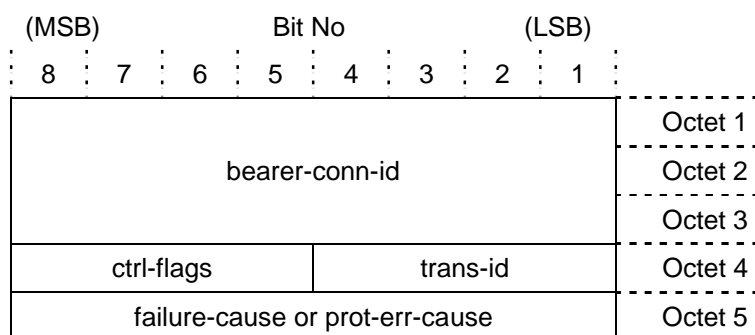 (MSB) Bit No (LSB)
8 7 6 5 4 3 2 1
Octet 1
bearer-conn-id Octet 2
Octet 3
ctrl-flags trans-id Octet 4
failure-cause or prot-err-cause Octet 5